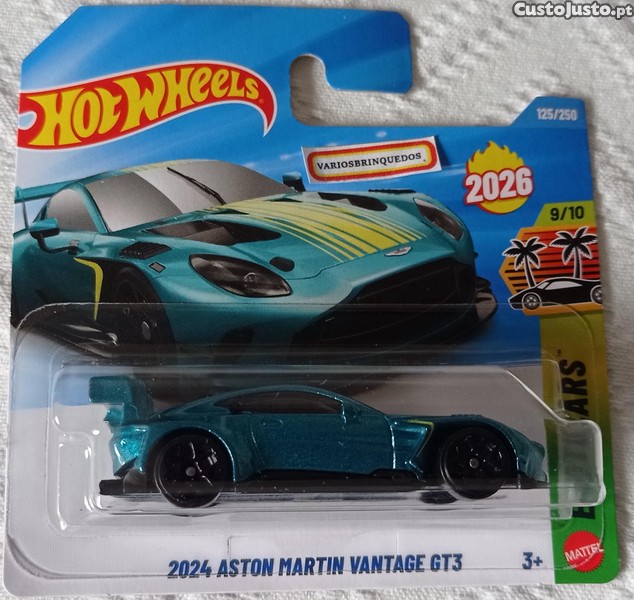 CustoJusto.pt
HOT WHEELS
125/250
VARIOSBRINQUEDOS
2026
9/10
2024 ASTON MARTIN VANTAGE GT3
3+
MATTEL